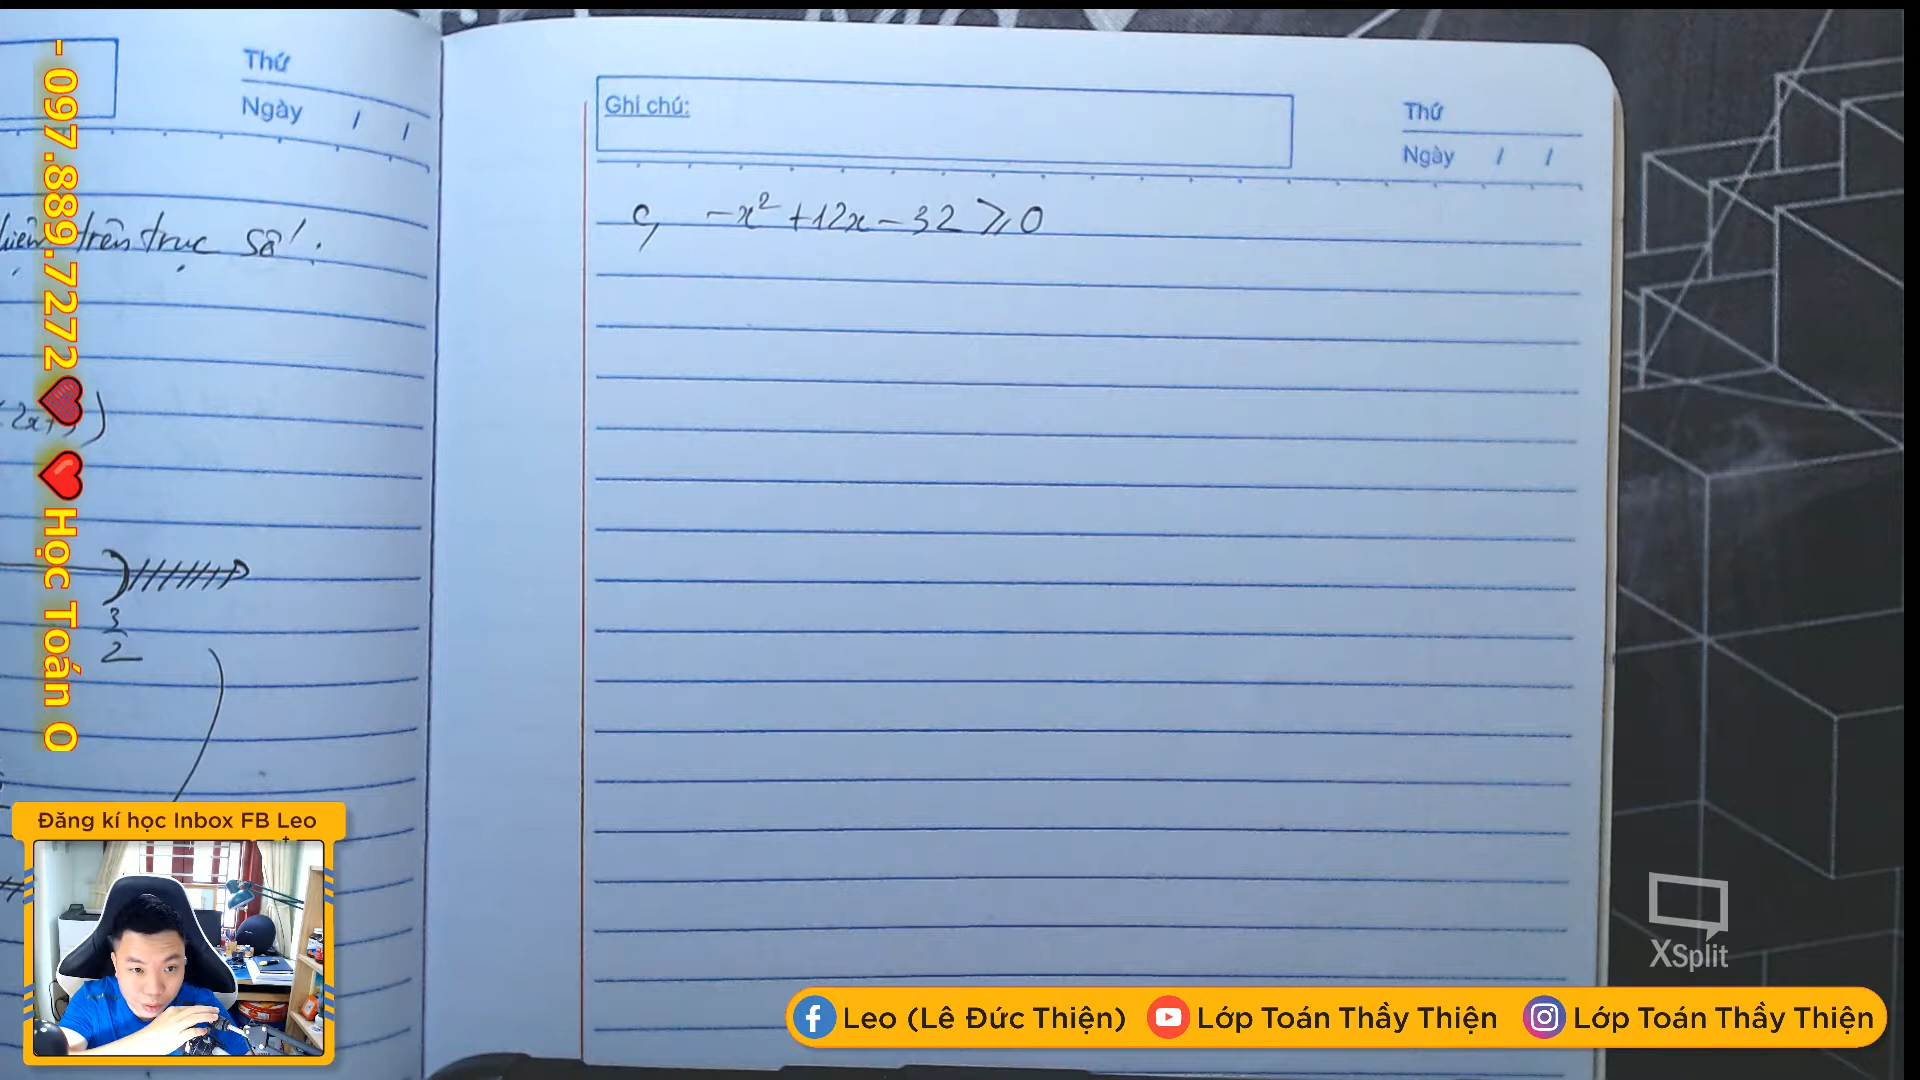 - 097.889.7272 ❤ ❤ Học Toán O
Thứ
Ngày / /
trên trục số:
3
2
Ghi chú:
Thứ
Ngày / /
c, -x² + 12x - 32 ⩾ 0
Đăng kí học Inbox FB Leo
XSplit
Leo (Lê Đức Thiện) Lớp Toán Thầy Thiện Lớp Toán Thầy Thiện